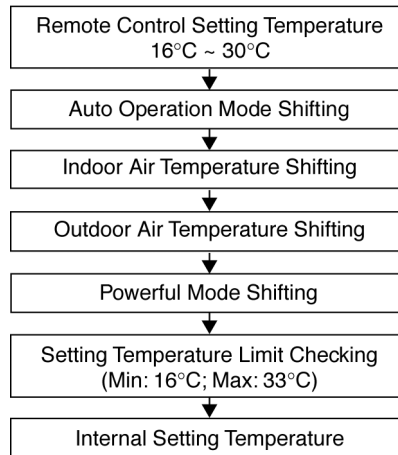 Remote Control Setting Temperature
16°C ~ 30°C
Auto Operation Mode Shifting
Indoor Air Temperature Shifting
Outdoor Air Temperature Shifting
Powerful Mode Shifting
Setting Temperature Limit Checking
(Min: 16°C; Max: 33°C)
Internal Setting Temperature